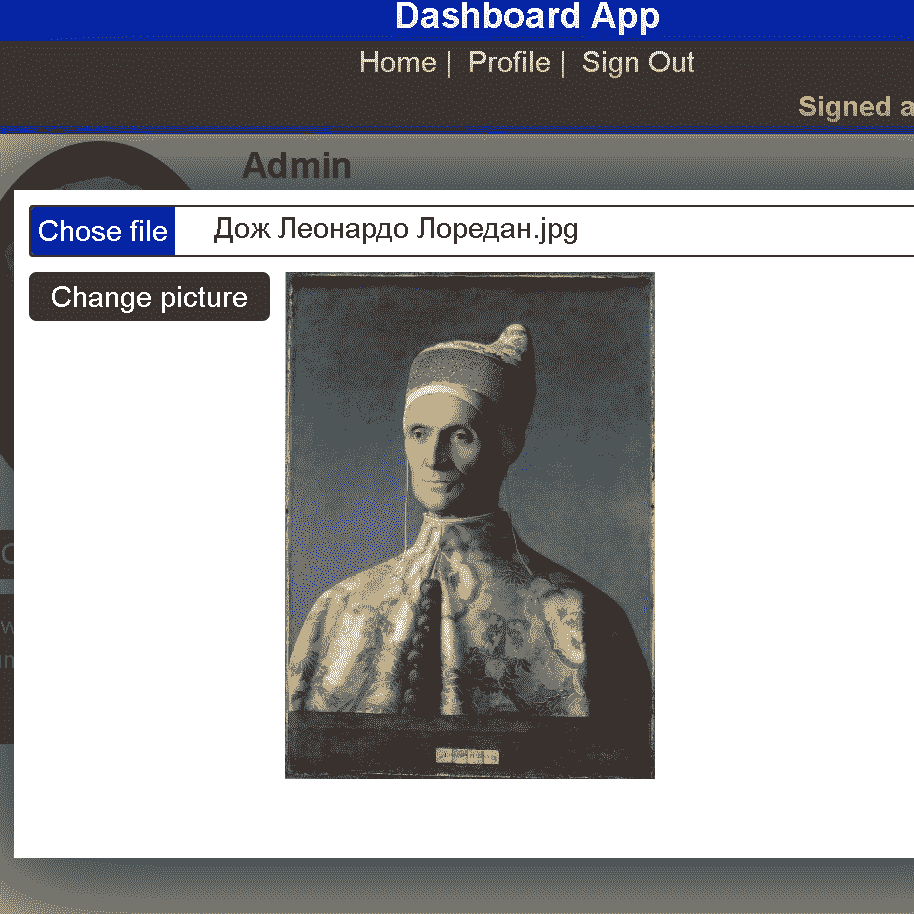 Dashboard App
Home | Profile | Sign Out
Signed a
Admin
Chose file Дож Леонардо Лоредан.jpg
Change picture